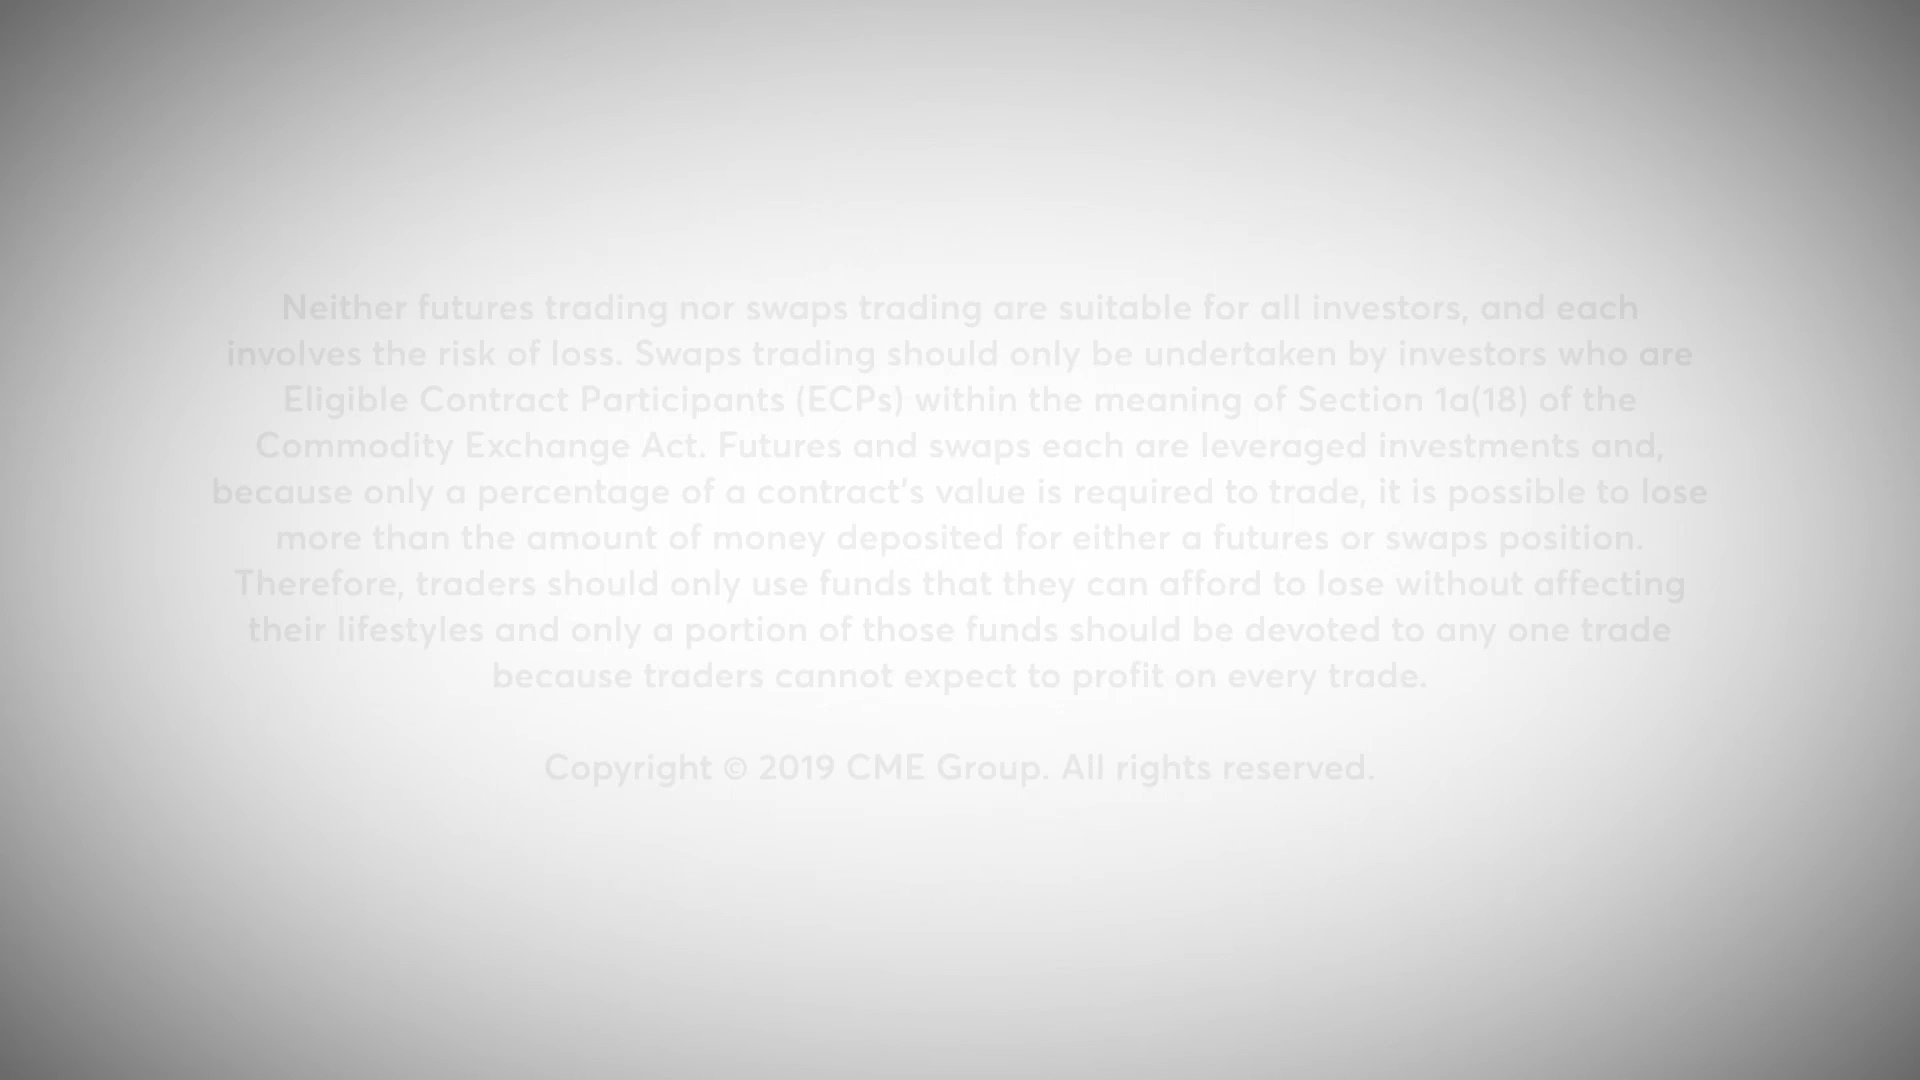 Neither futures trading nor swaps trading are suitable for all investors, and each
involves the risk of loss. Swaps trading should only be undertaken by investors who are
Eligible Contract Participants (ECPs) within the meaning of Section 1a(18) of the
Commodity Exchange Act. Futures and swaps each are leveraged investments and,
because only a percentage of a contract's value is required to trade, it is possible to lose
more than the amount of money deposited for either a futures or swaps position.
Therefore, traders should only use funds that they can afford to lose without affecting
their lifestyles and only a portion of those funds should be devoted to any one trade
because traders cannot expect to profit on every trade.
Copyright © 2019 CME Group. All rights reserved.